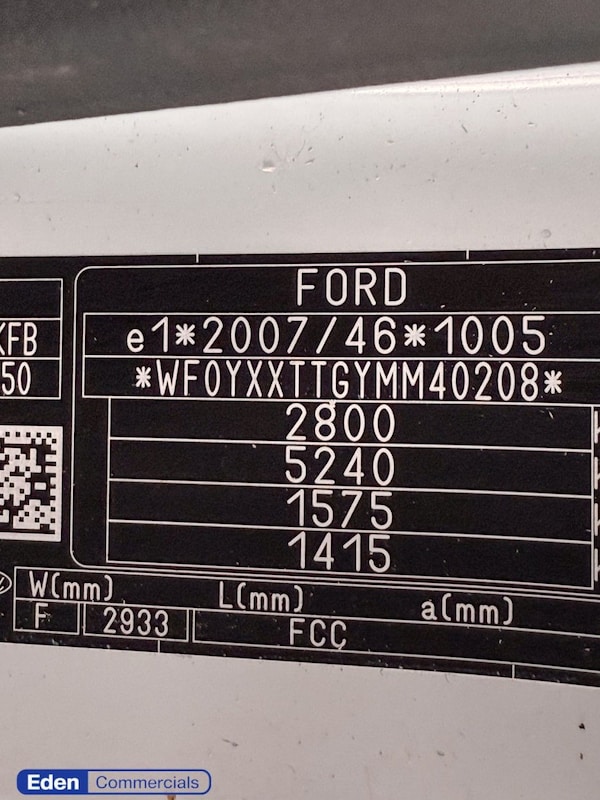 FORD
KFB
e1*2007/46*1005
50
*WF0YXXTTGYMM40208*
2800
5240
1575
1415
W(mm) L(mm) a(mm)
F 2933 FCC
Eden Commercials